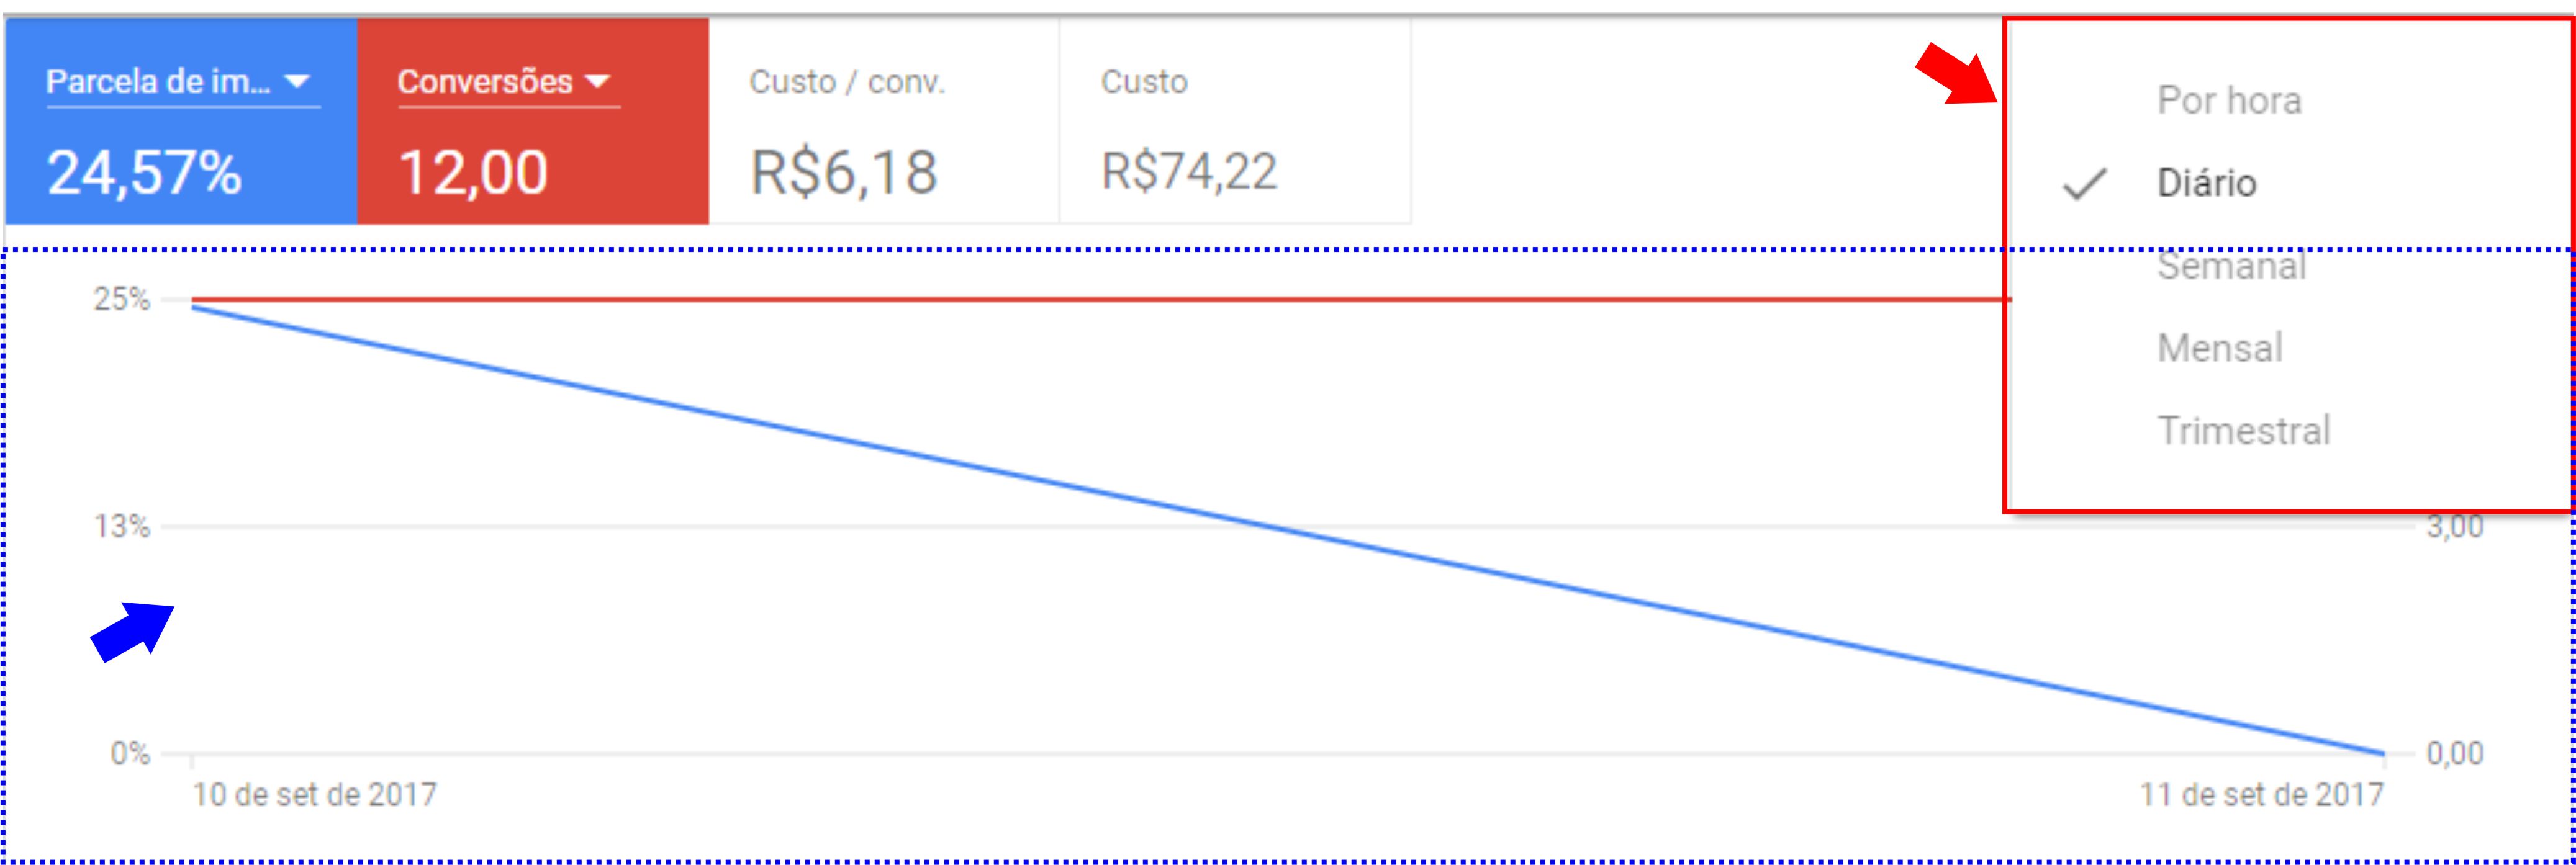 Parcela de im...
24,57%
Conversões
12,00
Custo / conv.
R$6,18
Custo
R$74,22
Por hora
Diário
Semanal
Mensal
Trimestral
25%
13%
3,00
0%
0,00
10 de set de 2017
11 de set de 2017